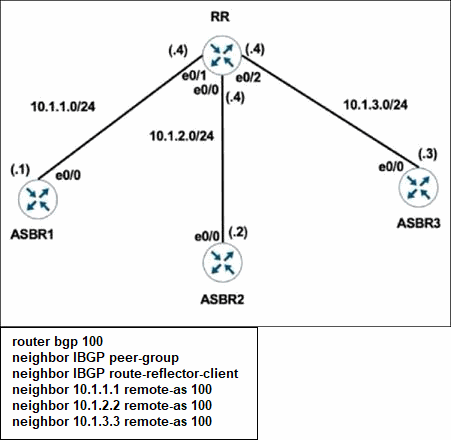 RR
(.4)
(.4)
e0/1
e0/2
e0/0
(.4)
10.1.1.0/24
10.1.3.0/24
10.1.2.0/24
(.1)
e0/0
(.3)
e0/0
ASBR1
ASBR3
e0/0
(.2)
ASBR2
router bgp 100
neighbor IBGP peer-group
neighbor IBGP route-reflector-client
neighbor 10.1.1.1 remote-as 100
neighbor 10.1.2.2 remote-as 100
neighbor 10.1.3.3 remote-as 100